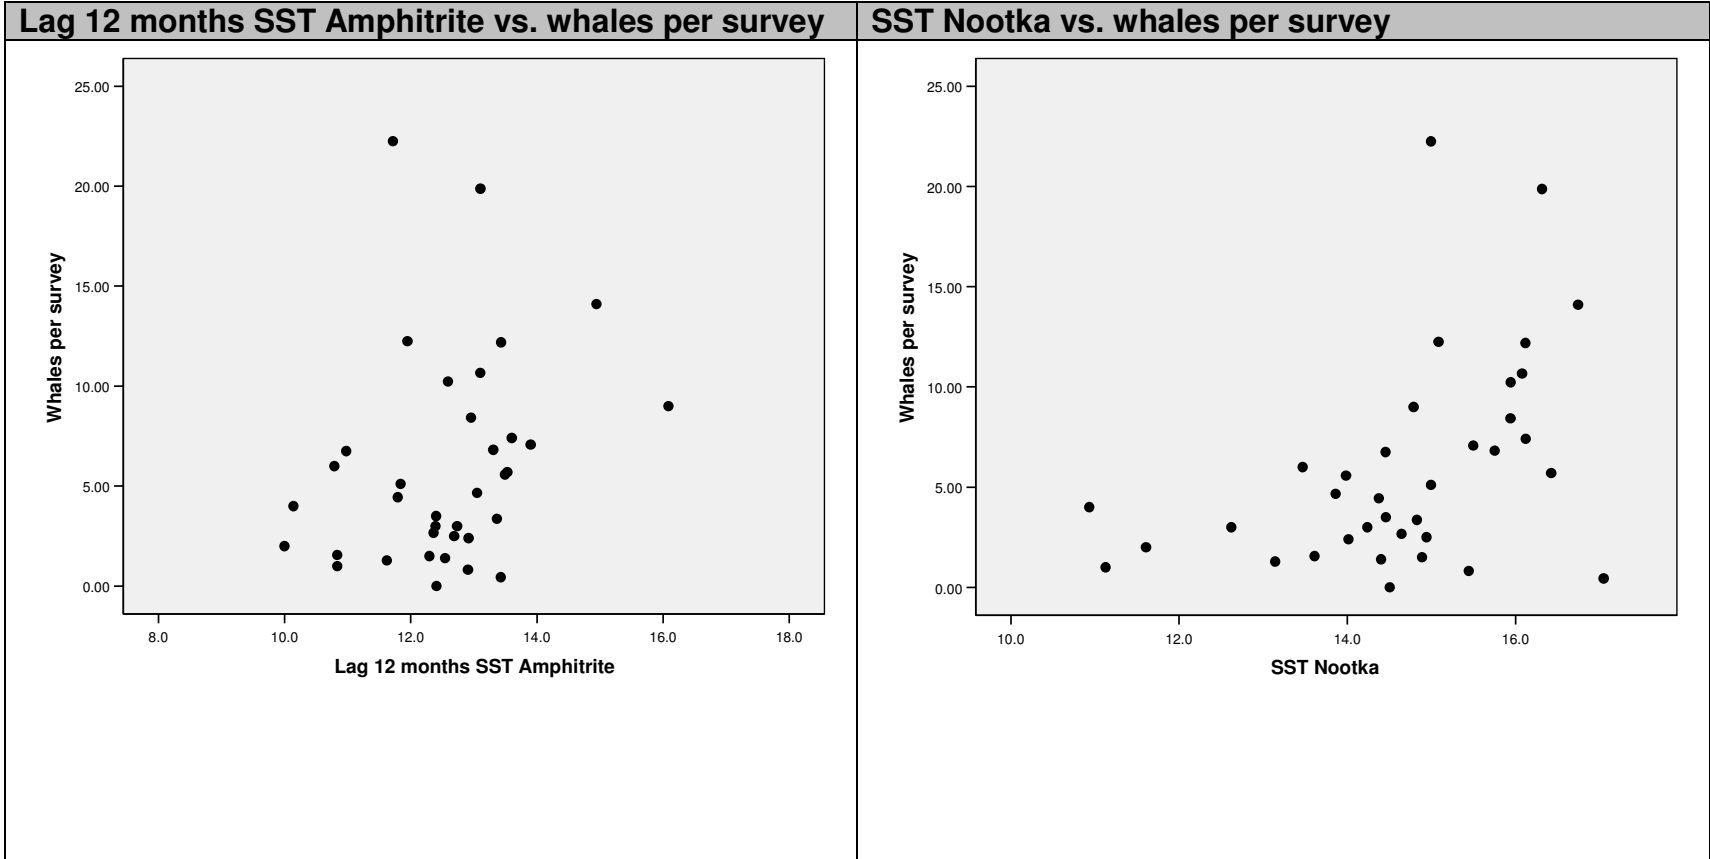 Lag 12 months SST Amphitrite vs. whales per survey
25.00
20.00
15.00
10.00
5.00
0.00
Whales per survey
8.0 10.0 12.0 14.0 16.0 18.0
Lag 12 months SST Amphitrite
SST Nootka vs. whales per survey
25.00
20.00
15.00
10.00
5.00
0.00
Whales per survey
10.0 12.0 14.0 16.0
SST Nootka